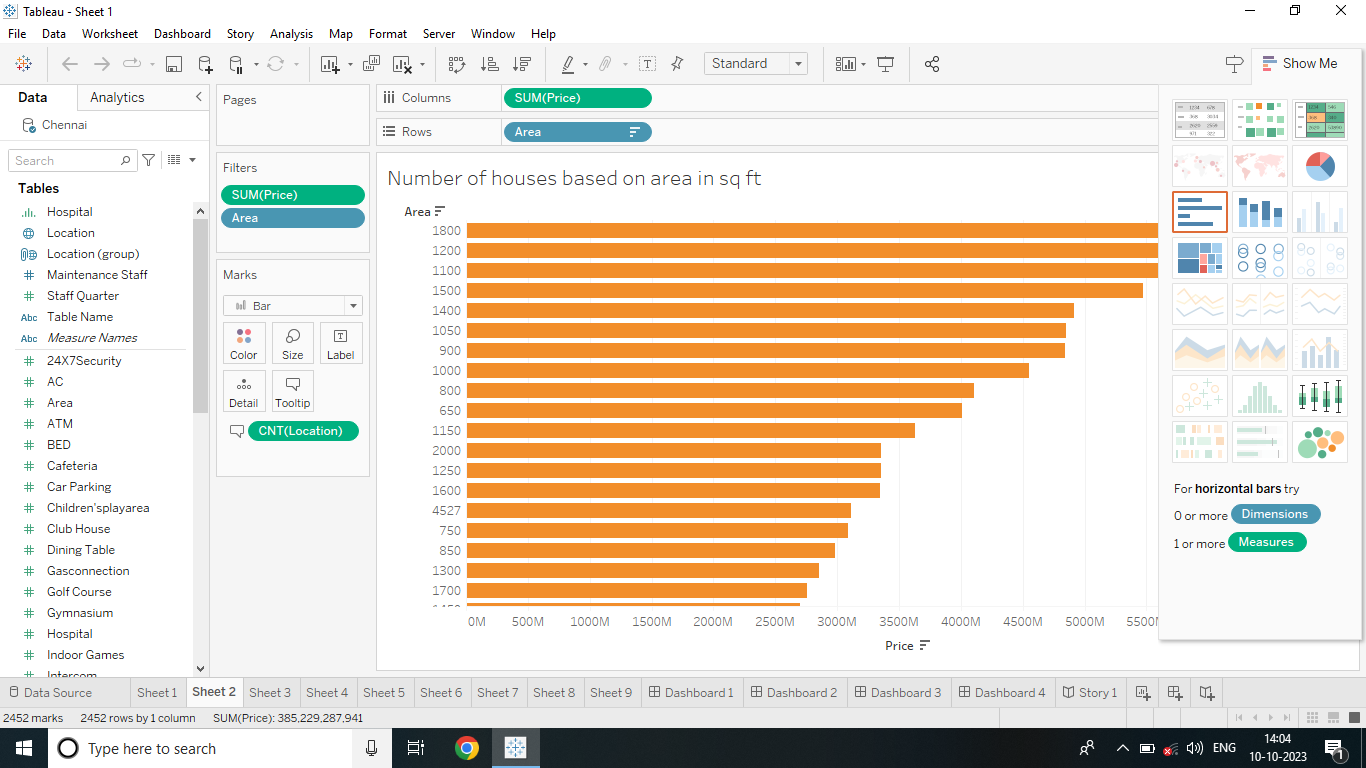 Tableau - Sheet 1
File Data Worksheet Dashboard Story Analysis Map Format Server Window Help
Standard
Show Me
Data Analytics
Chennai
Search
Tables
Hospital
Location
Location (group)
Maintenance Staff
Staff Quarter
Abc Table Name
Abc Measure Names
24X7Security
AC
Area
ATM
BED
Cafeteria
Car Parking
Children'splayarea
Club House
Dining Table
Gasconnection
Golf Course
Gymnasium
Hospital
Indoor Games
Intercom
Pages
Filters
SUM(Price)
Area
Marks
Bar
Color Size Label
Detail Tooltip
CNT(Location)
Columns SUM(Price)
Rows Area
Number of houses based on area in sq ft
Area
1800
1200
1100
1500
1400
1050
900
1000
800
650
1150
2000
1250
1600
4527
750
850
1300
1700
1450
0M 500M 1000M 1500M 2000M 2500M 3000M 3500M 4000M 4500M 5000M 5500M
Price
For horizontal bars try
0 or more Dimensions
1 or more Measures
Data Source Sheet 1 Sheet 2 Sheet 3 Sheet 4 Sheet 5 Sheet 6 Sheet 7 Sheet 8 Sheet 9 Dashboard 1 Dashboard 2 Dashboard 3 Dashboard 4 Story 1
2452 marks 2452 rows by 1 column SUM(Price): 385,229,287,941
Type here to search
ENG
14:04
10-10-2023
1